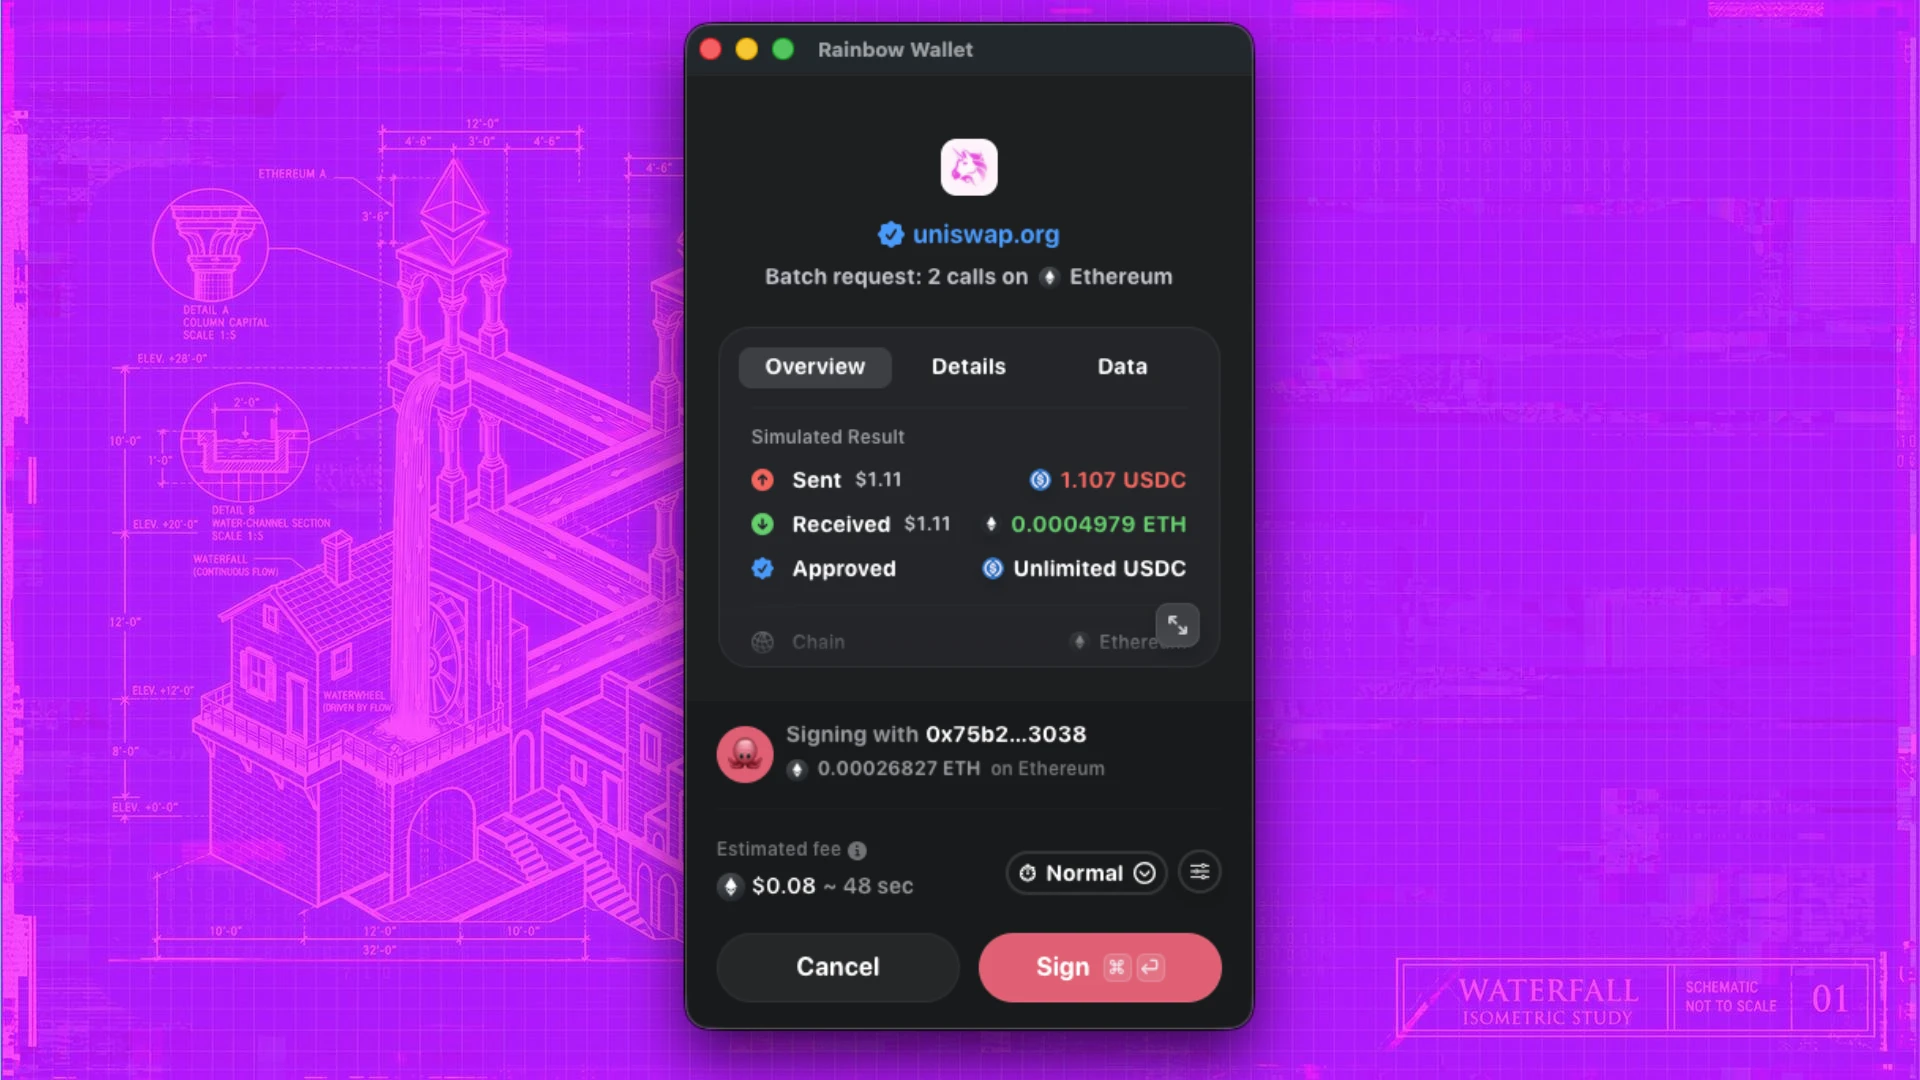 Rainbow Wallet
uniswap.org
Batch request: 2 calls on Ethereum
Overview
Details
Data
Simulated Result
Sent $1.11 1.107 USDC
Received $1.11 0.0004979 ETH
Approved Unlimited USDC
Chain
Signing with 0x75b2...3038
0.00026827 ETH on Ethereum
Estimated fee
$0.08 ~ 48 sec
Normal
Cancel
Sign ⌘ ↵
12'-0"
4'-6" 3'-0" 4'-6"
4'-6"
ETHEREUM A
3'-6"
DETAIL A
COLUMN CAPITAL
SCALE 1:5
ELEV. +28'-0"
2'-0"
10'-0"
1'-0"
DETAIL B
WATER-CHANNEL SECTION
SCALE 1:5
ELEV. +20'-0"
WATERFALL
(CONTINUOUS FLOW)
12'-0"
ELEV. +12'-0"
WATERWHEEL
(DRIVEN BY FLOW
8'-0"
ELEV. +0'-0"
10'-0" 12'-0" 10'-0"
32'-0"
WATERFALL
ISOMETRIC STUDY
SCHEMATIC
NOT TO SCALE
01